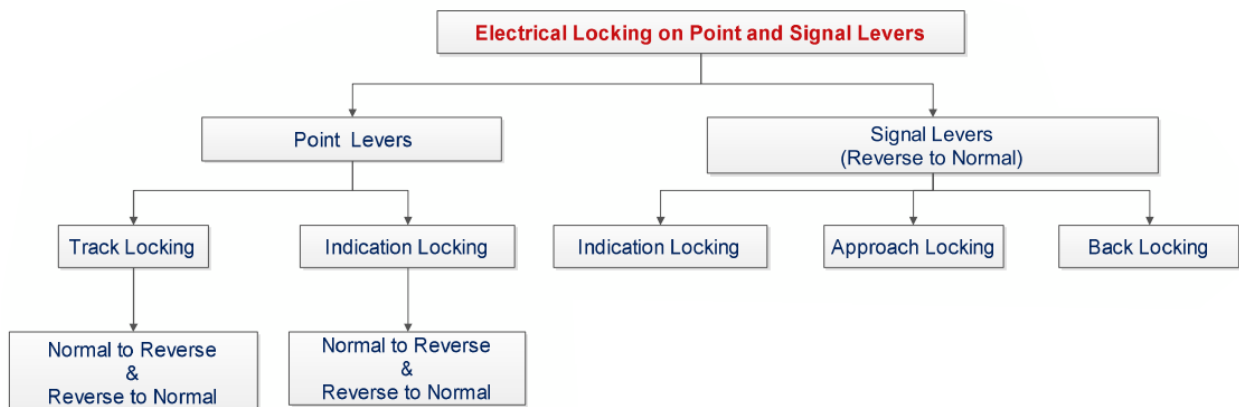 Electrical Locking on Point and Signal Levers
Point Levers
Signal Levers
(Reverse to Normal)
Track Locking
Indication Locking
Indication Locking
Approach Locking
Back Locking
Normal to Reverse
&
Reverse to Normal
Normal to Reverse
&
Reverse to Normal